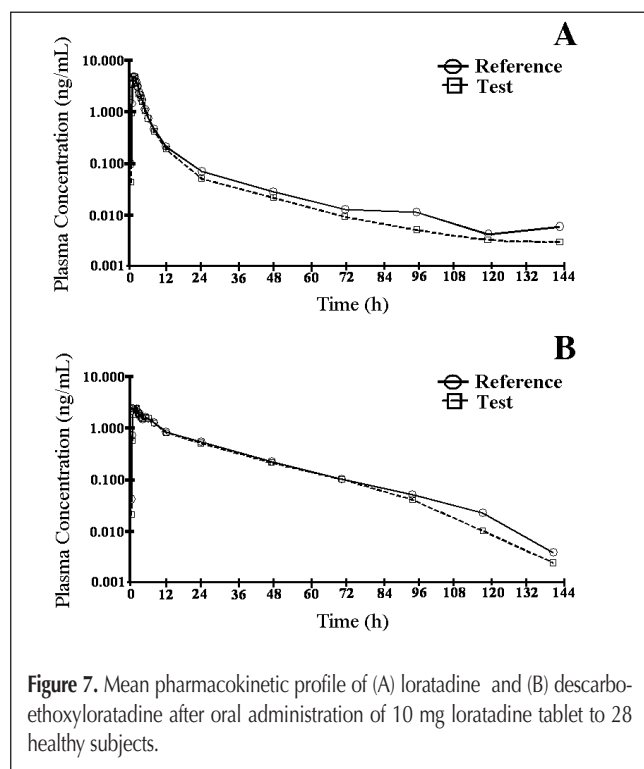 A
Plasma Concentration (ng/mL)
10.000
1.000
0.100
0.010
0.001
Reference
Test
0 12 24 36 48 60 72 84 96 108 120 132 144
Time (h)
B
Plasma Concentration (ng/mL)
10.000
1.000
0.100
0.010
0.001
Reference
Test
0 12 24 36 48 60 72 84 96 108 120 132 144
Time (h)
Figure 7. Mean pharmacokinetic profile of (A) loratadine and (B) descarbo-
ethoxyloratadine after oral administration of 10 mg loratadine tablet to 28
healthy subjects.